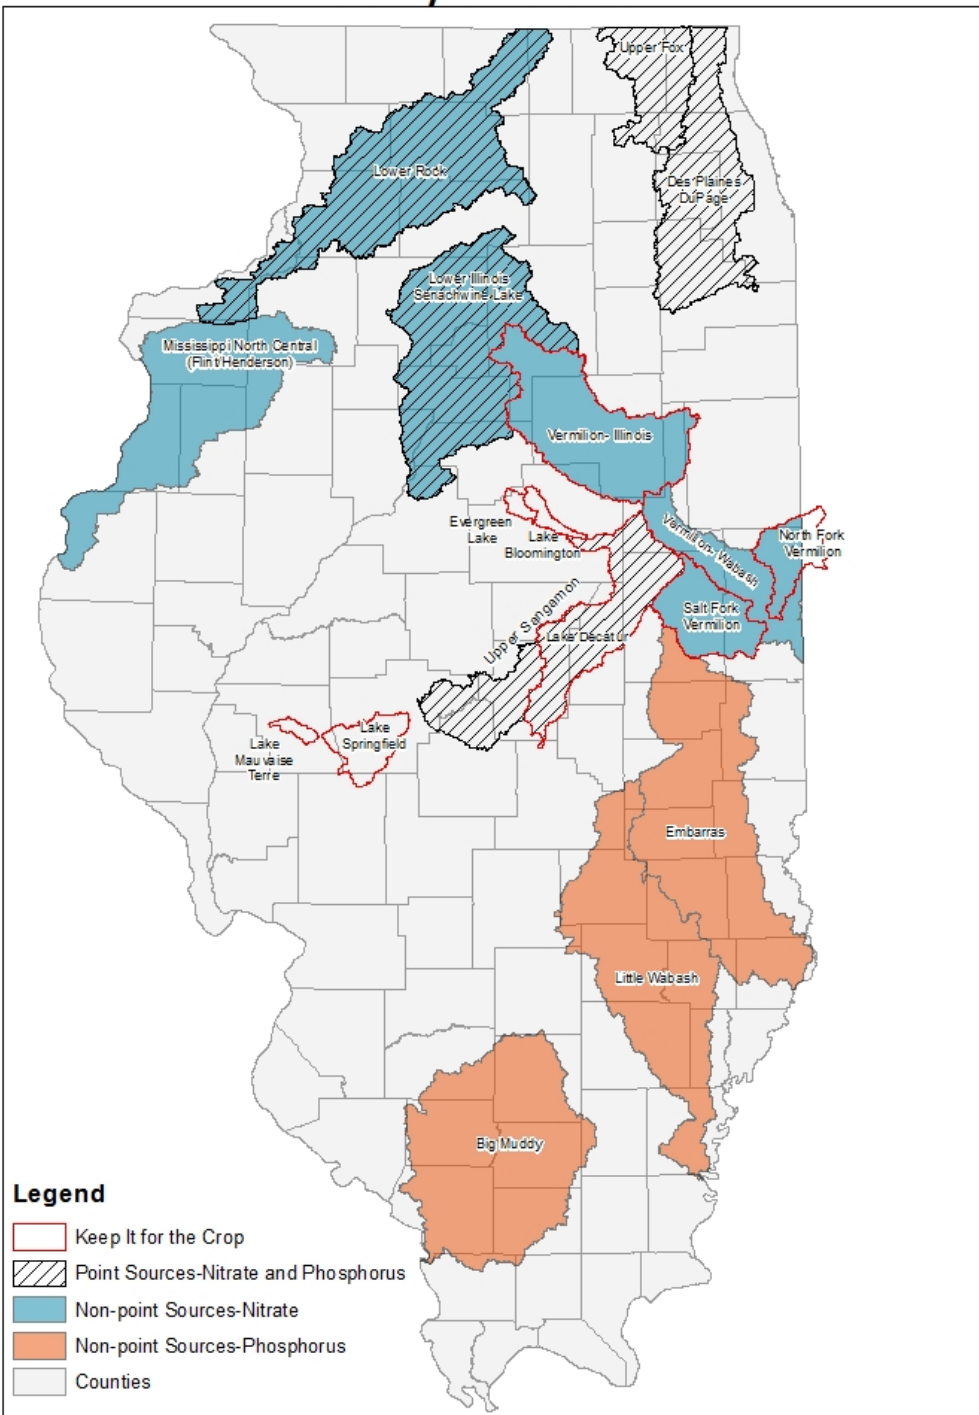 Upper Fox
Lower Rock
Des Plaines
DuPage
Lower Illinois
Senachwine Lake
Mississippi North Central
(Flint/Henderson)
Vermilion- Illinois
Evergreen
Lake
Lake
Bloomington
Vermilion- Wabash
North Fork
Vermilion
Salt Fork
Vermilion
Upper Sangamon
Lake Decatur
Lake
Springfield
Lake
Mauvaise
Terre
Embarras
Little Wabash
Big Muddy
Legend
Keep It for the Crop
Point Sources-Nitrate and Phosphorus
Non-point Sources-Nitrate
Non-point Sources-Phosphorus
Counties